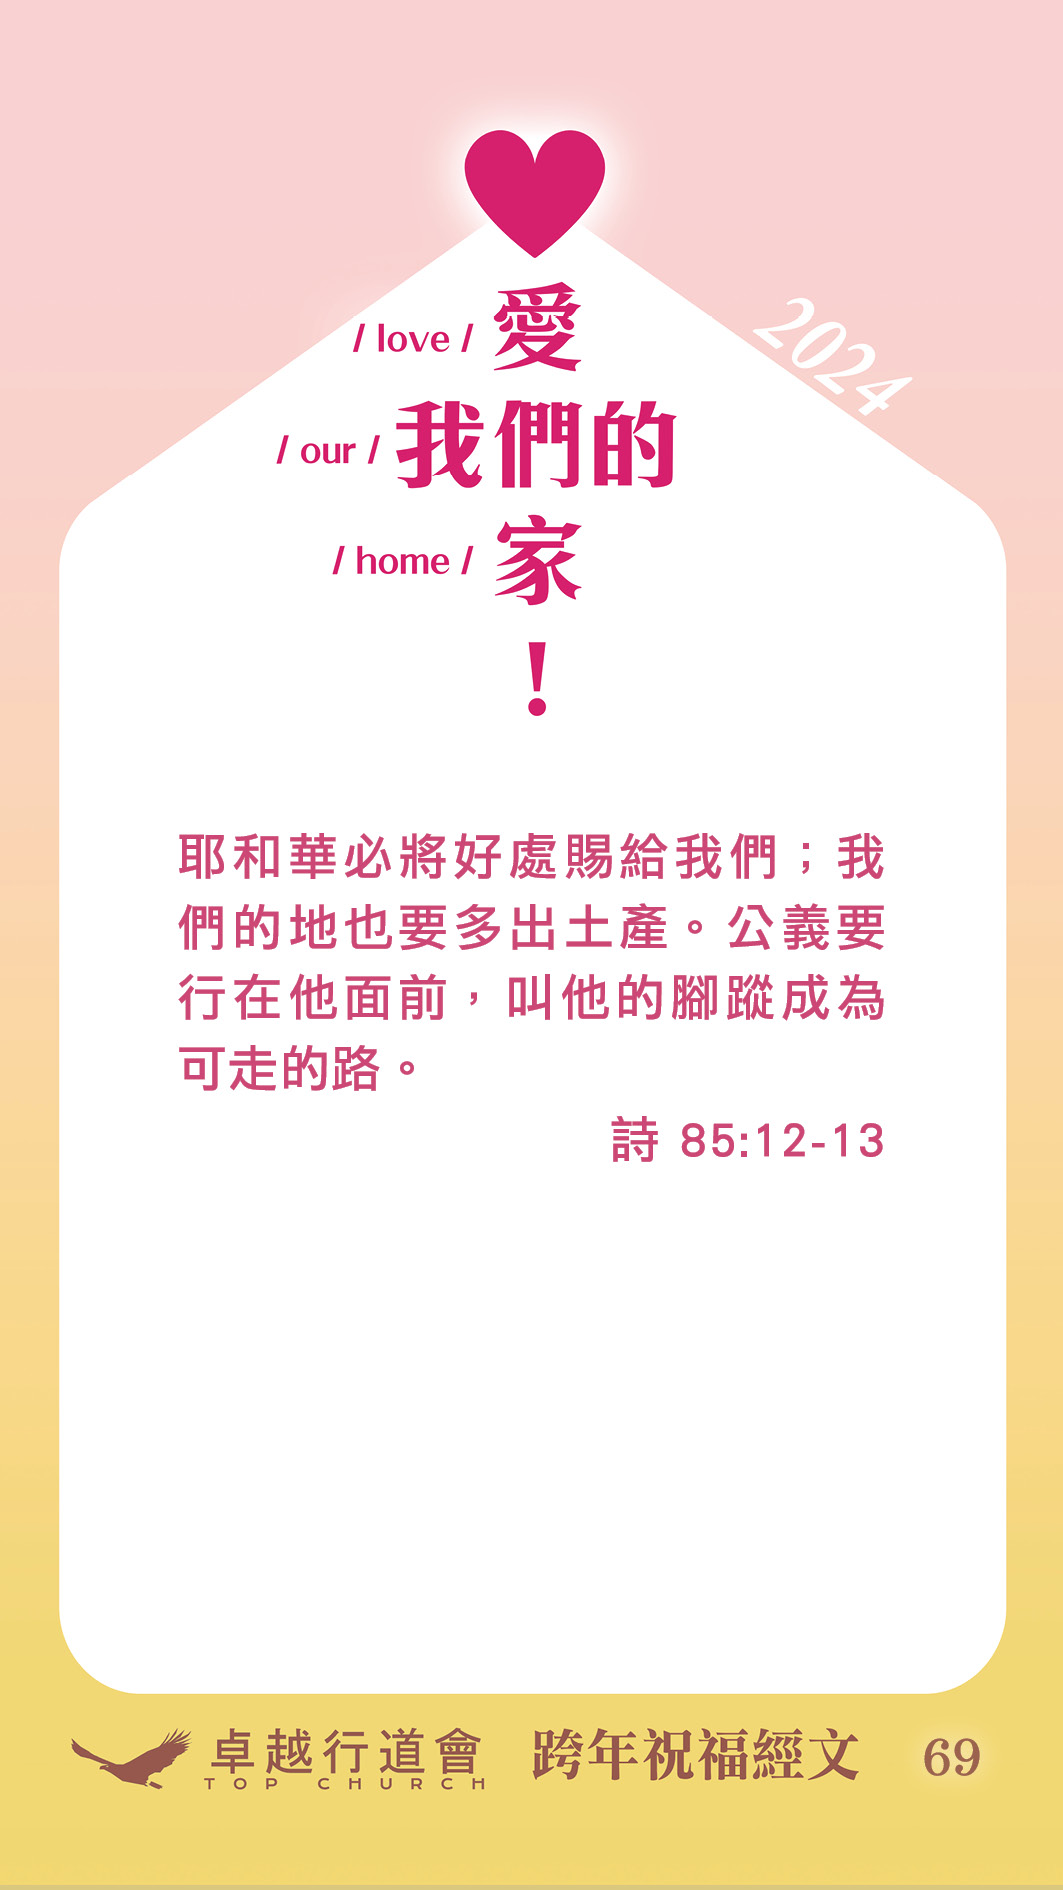 / love / 愛
2024
/ our / 我們的
/ home / 家
!
耶和華必將好處賜給我們；我
們的地也要多出土產。公義要
行在他面前，叫他的腳蹤成為
可走的路。
詩 85:12-13
卓越行道會 跨年祝福經文 69
TOP CHURCH